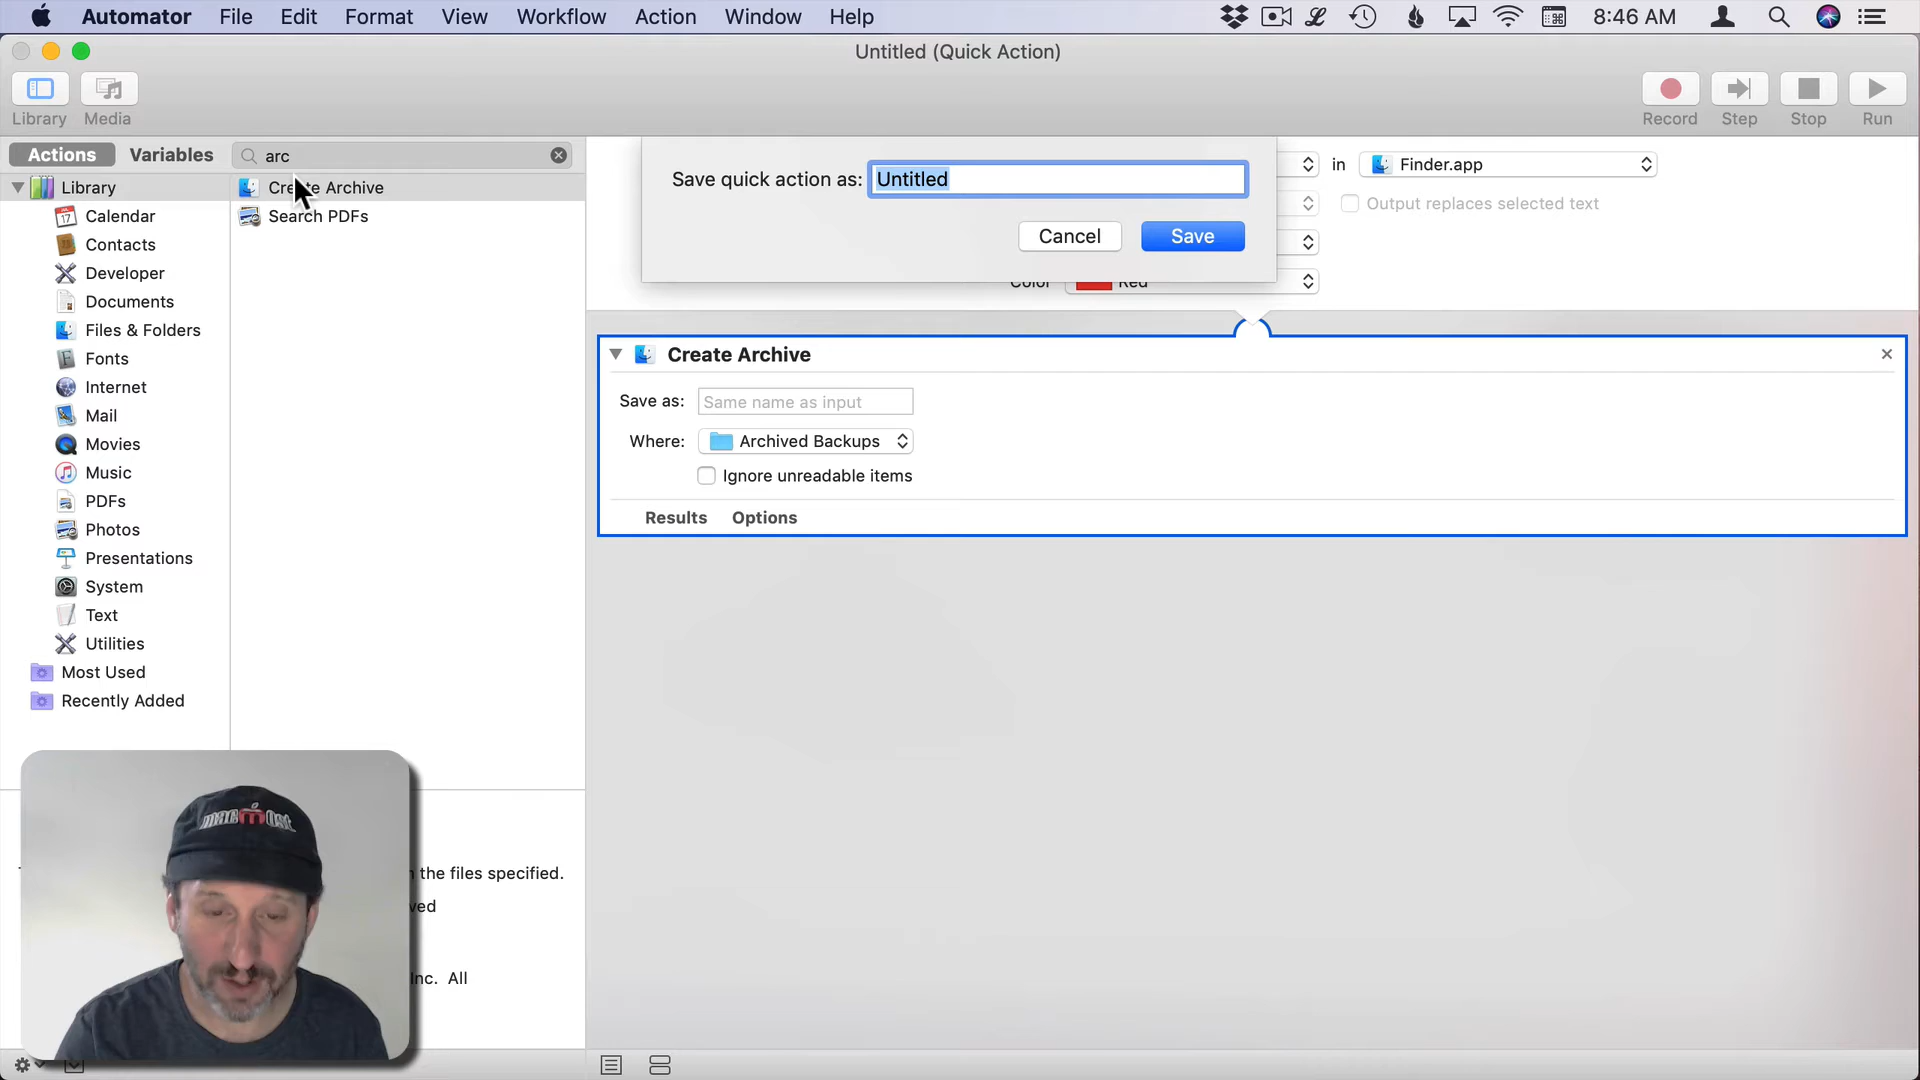 Automator File Edit Format View Workflow Action Window Help 8:46 AM
Untitled (Quick Action)
Library Media Record Step Stop Run
Actions Variables arc
Save quick action as: Untitled
in Finder.app
Library
Create Archive
Output replaces selected text
Calendar
Search PDFs
Cancel Save
Contacts
Developer
Color Red
Documents
Files & Folders
Fonts
Internet
Mail
Movies
Music
PDFs
Photos
Presentations
System
Text
Utilities
Most Used
Recently Added
Create Archive
Save as: Same name as input
Where: Archived Backups
Ignore unreadable items
Results Options
macmost
the files specified.
Inc. All